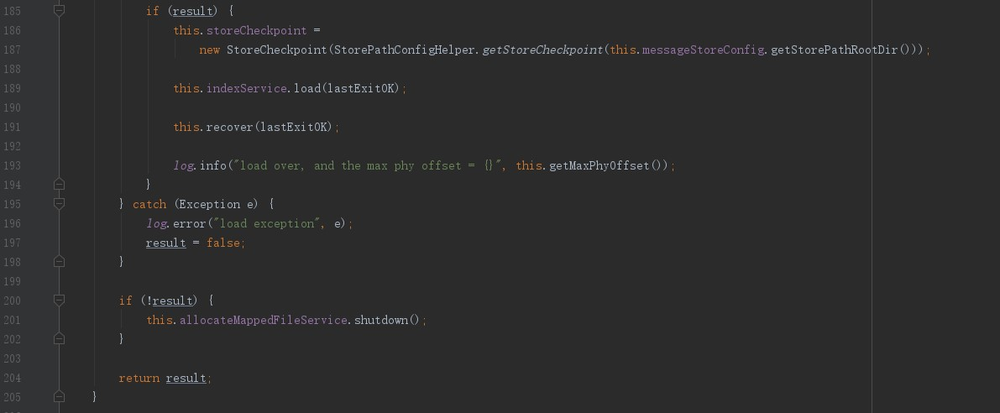 185 if (result) {
186 this.storeCheckpoint =
187 new StoreCheckpoint(StorePathConfigHelper.getStoreCheckpoint(this.messageStoreConfig.getStorePathRootDir()));
188
189 this.indexService.load(lastExitOK);
190
191 this.recover(lastExitOK);
192
193 log.info("load over, and the max phy offset = {}", this.getMaxPhyOffset());
194 }
195 } catch (Exception e) {
196 log.error("load exception", e);
197 result = false;
198 }
199
200 if (!result) {
201 this.allocateMappedFileService.shutdown();
202 }
203
204 return result;
205 }